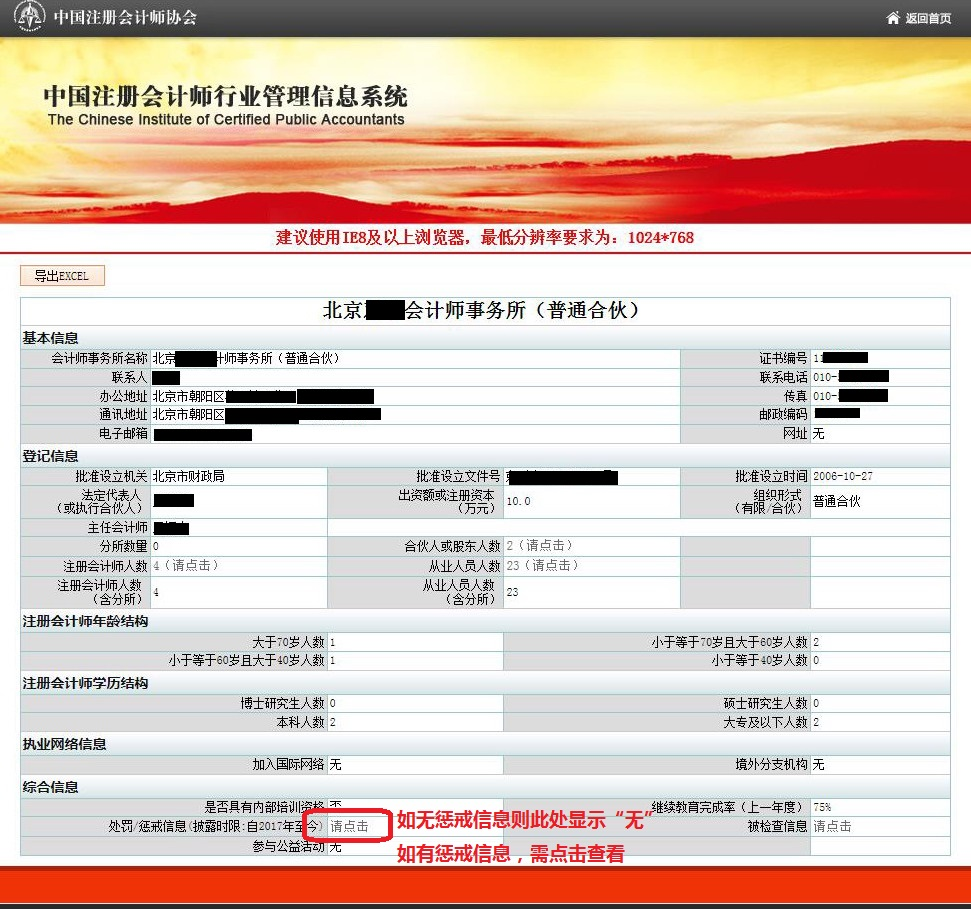 中国注册会计师协会
返回首页
中国注册会计师行业管理信息系统
The Chinese Institute of Certified Public Accountants
建议使用IE8及以上浏览器，最低分辨率要求为：1024*768
导出EXCEL
北京 会计师事务所（普通合伙）
基本信息
会计师事务所名称 北京 计师事务所（普通合伙） 证书编号 11
联系人 联系电话 010-
办公地址 北京市朝阳区 传真 010-
通讯地址 北京市朝阳区 邮政编码
电子邮箱 网址 无
登记信息
批准设立机关 北京市财政局 批准设立文件号 批准设立时间 2006-10-27
法定代表人
（或执行合伙人） 出资额或注册资本
（万元） 10.0 组织形式
（有限/合伙） 普通合伙
主任会计师
分所数量 0 合伙人或股东人数 2（请点击）
注册会计师人数 4（请点击） 从业人员人数 23（请点击）
注册会计师人数
（含分所） 4 从业人员人数
（含分所） 23
注册会计师年龄结构
大于70岁人数 1 小于等于70岁且大于60岁人数 2
小于等于60岁且大于40岁人数 1 小于等于40岁人数 0
注册会计师学历结构
博士研究生人数 0 硕士研究生人数 0
本科人数 2 大专及以下人数 2
执业网络信息
加入国际网络 无 境外分支机构 无
综合信息
是否具有内部培训资格 否 继续教育完成率（上一年度） 75%
处罚/惩戒信息(披露时限:自2017年至今) 请点击 被检查信息 请点击
如无惩戒信息则此处显示“无”
参与公益活动 无
如有惩戒信息，需点击查看